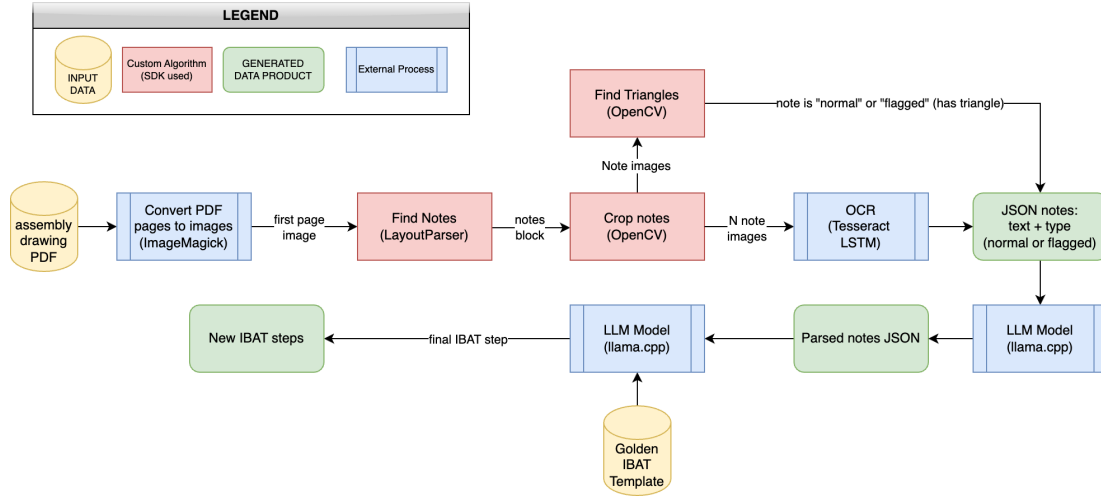 LEGEND
INPUT
DATA
Custom Algorithm
(SDK used)
GENERATED
DATA PRODUCT
External Process
Find Triangles
(OpenCV)
note is "normal" or "flagged" (has triangle)
Note images
assembly
drawing
PDF
Convert PDF
pages to images
(ImageMagick)
first page
image
Find Notes
(LayoutParser)
notes
block
Crop notes
(OpenCV)
N note
images
OCR
(Tesseract
LSTM)
JSON notes:
text + type
(normal or flagged)
LLM Model
(llama.cpp)
Parsed notes JSON
LLM Model
(llama.cpp)
final IBAT step
New IBAT steps
Golden
IBAT
Template